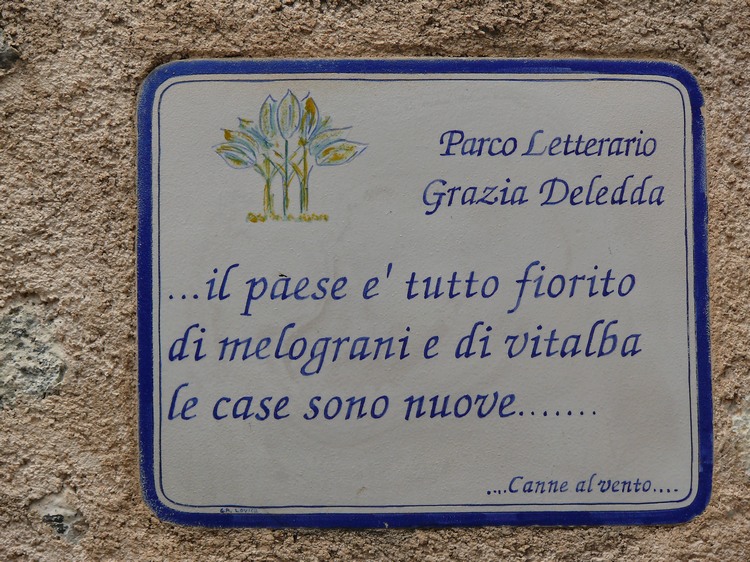 Parco Letterario
Grazia Deledda
...il paese e' tutto fiorito
di melograni e di vitalba
le case sono nuove.......
....Canne al vento....